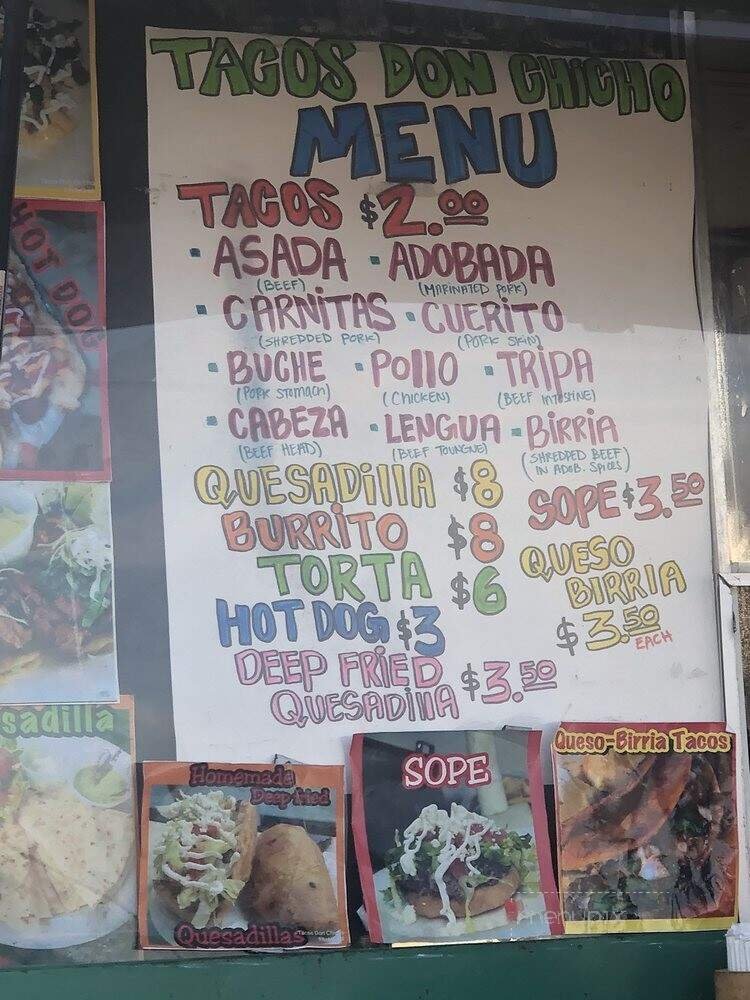 TACOS DON CHICHO
MENU
TACOS $2.00
• ASADA • ADOBADA
(BEEF) (MARINATED PORK)
• CARNITAS • CUERITO
(SHREDDED PORK) (PORK SKIN)
• BUCHE • POllO • TRIPA
(PORK STOMACH) (CHICKEN) (BEEF INTESTINE)
• CABEZA • LENGUA • BIRRIA
(BEEF HEAD) (BEEF TOUNGUE) (SHREDDED BEEF
IN ADOB. SPICES)
QUESADIllA $8
SOPE $3.50
BURRITO $8
TORTA $6
QUESO
BIRRIA
$3.50
EACH
HOT DOG $3
DEEP FRIED
QUESADIllA $3.50
HOT DOG
sadilla
Homemade
Deep fried
Quesadillas
SOPE
Queso-Birria Tacos
menupix